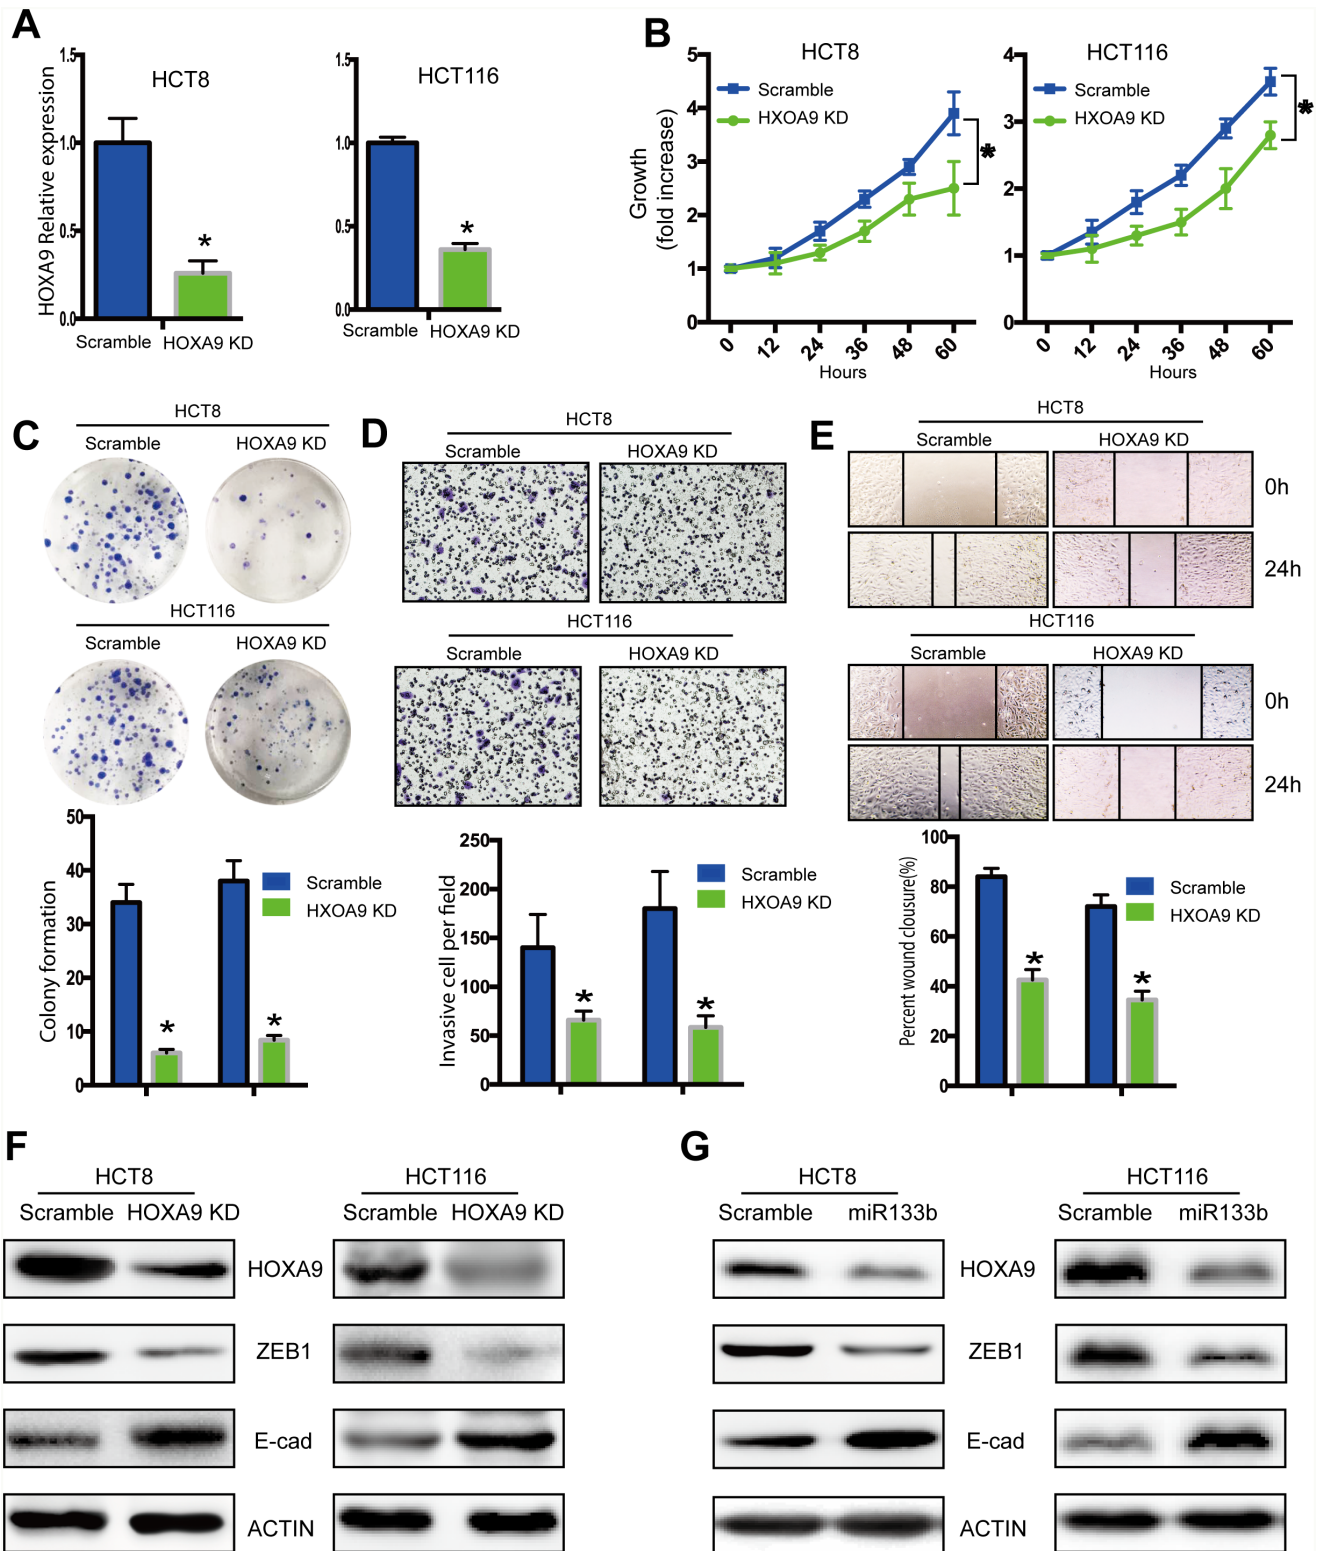 A
HOXA9 Relative expression
1.5
1.0
0.5
0.0
HCT8
*
Scramble HOXA9 KD
1.5
1.0
0.5
0.0
HCT116
*
Scramble HOXA9 KD
B
Growth
(fold increase)
5
4
3
2
1
0
HCT8
Scramble
HXOA9 KD
*
0 12 24 36 48 60
Hours
4
3
2
1
0
HCT116
Scramble
HXOA9 KD
*
0 12 24 36 48 60
Hours
C
HCT8
Scramble HOXA9 KD
HCT116
Scramble HOXA9 KD
Colony formation
50
40
30
20
10
0
* *
Scramble
HXOA9 KD
D
HCT8
Scramble HOXA9 KD
HCT116
Scramble HOXA9 KD
Invasive cell per field
250
200
150
100
50
0
* *
Scramble
HXOA9 KD
E
HCT8
Scramble HOXA9 KD
0h
24h
HCT116
Scramble HOXA9 KD
0h
24h
Percent wound clousure(%)
100
80
60
40
20
0
* *
Scramble
HXOA9 KD
F
HCT8 HCT116
Scramble HOXA9 KD Scramble HOXA9 KD
HOXA9
ZEB1
E-cad
ACTIN
G
HCT8 HCT116
Scramble miR133b Scramble miR133b
HOXA9
ZEB1
E-cad
ACTIN